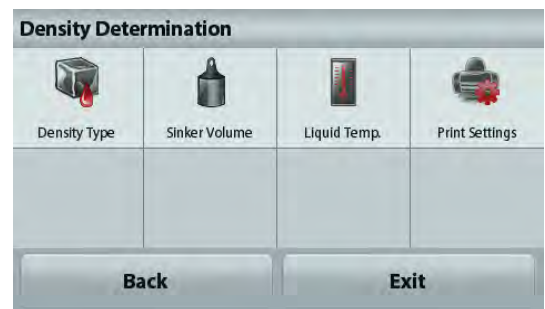 Density Determination
Density Type Sinker Volume Liquid Temp. Print Settings
Back Exit